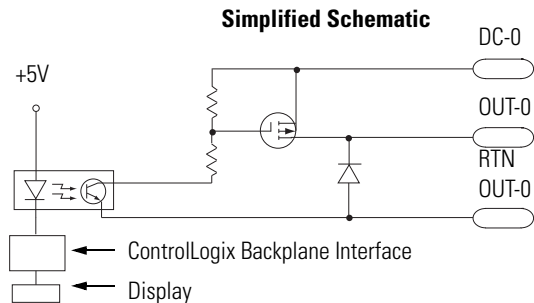 Simplified Schematic
DC-0
+5V
OUT-0
RTN
OUT-0
ControlLogix Backplane Interface
Display